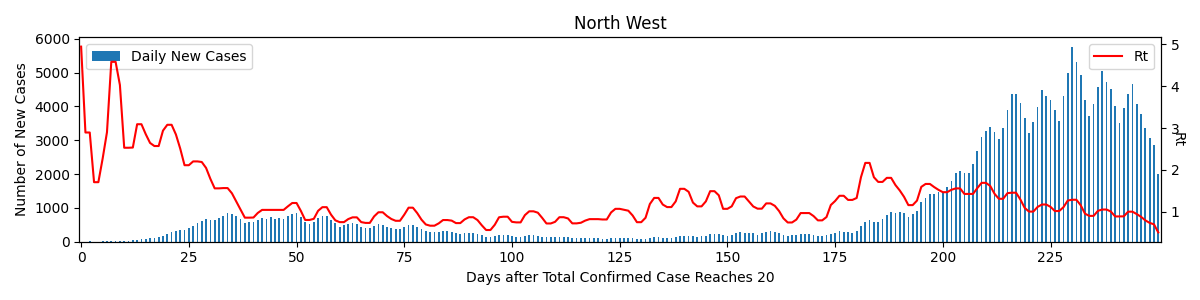 North West
Daily New Cases
Rt
Number of New Cases
6000
5000
4000
3000
2000
1000
0
5
4
3
2
1
Rt
0 25 50 75 100 125 150 175 200 225
Days after Total Confirmed Case Reaches 20